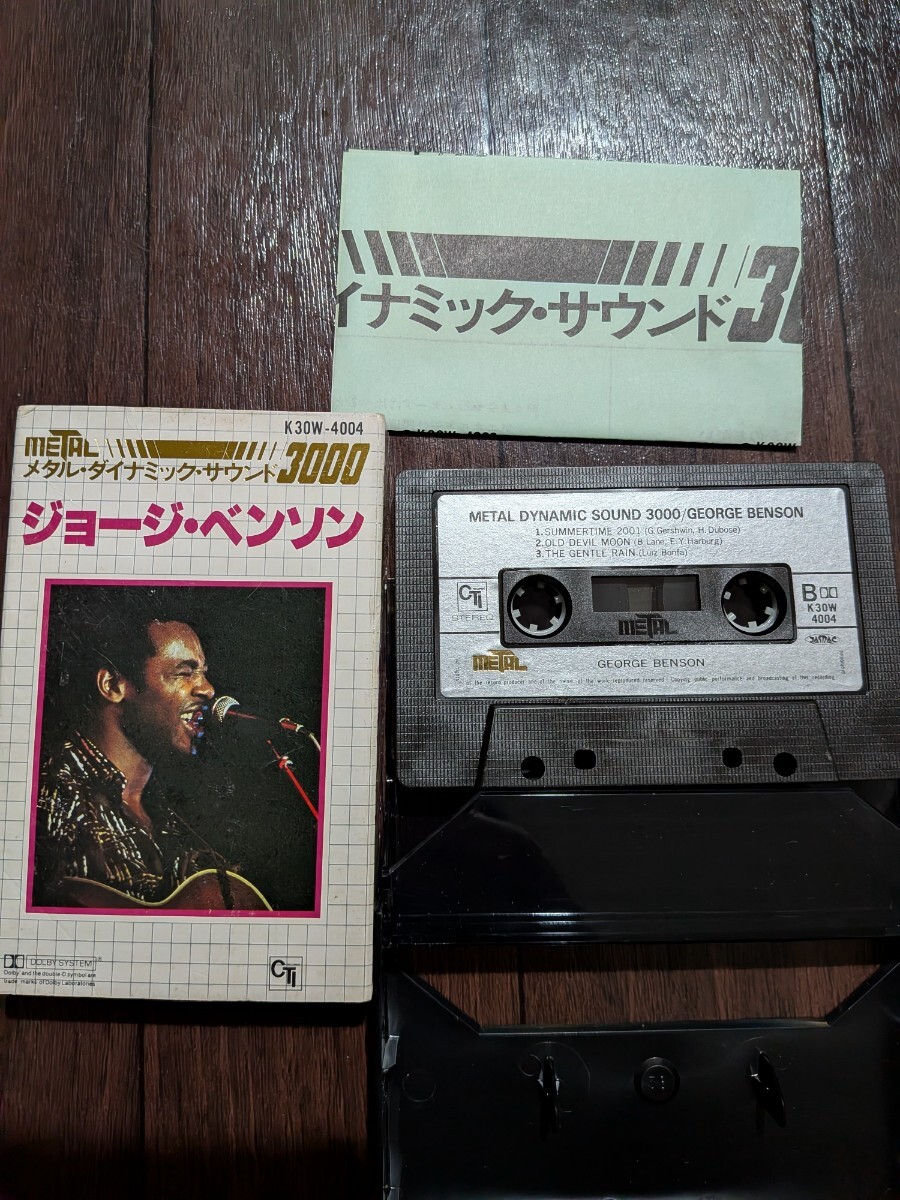 イナミック・サウンド30
K30W-4004
METAL
メタル・ダイナミック・サウンド3000
ジョージ・ベンソン
DOLBY SYSTEM
Dolby and the double-D symbol are
trade marks of Dolby Laboratories
CTi
METAL DYNAMIC SOUND 3000/GEORGE BENSON
1.SUMMERTIME 2001 (G.Gershwin, H.Dubose)
2.OLD DEVIL MOON (B.Lane, E.Y.Harburg)
3.THE GENTLE RAIN (Luiz Bonfa)
CTi
STEREO
B
K30W
4004
METAL
JASRAC
METAL
GEORGE BENSON